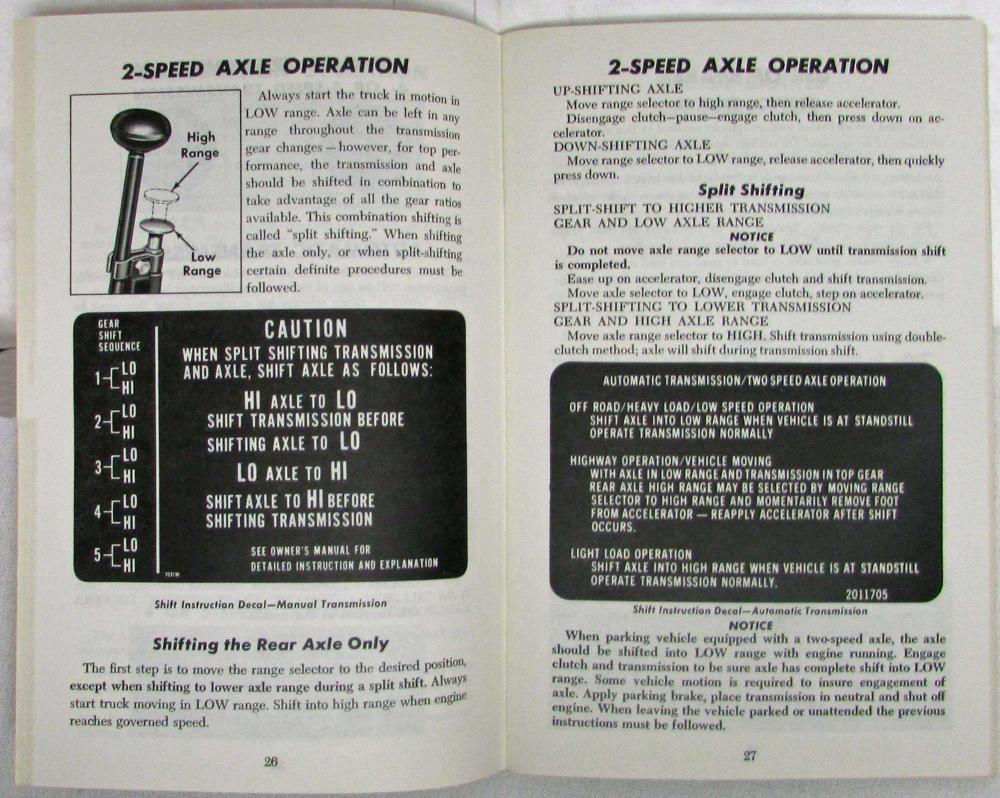 2-SPEED AXLE OPERATION
High
Range
Low
Range
Always start the truck in motion in
LOW range. Axle can be left in any
range throughout the transmission
gear changes — however, for top per-
formance, the transmission and axle
should be shifted in combination to
take advantage of all the gear ratios
available. This combination shifting is
called "split shifting." When shifting
the axle only, or when split-shifting
certain definite procedures must be
followed.
GEAR
SHIFT
SEQUENCE
1 LO
HI
2 LO
HI
3 LO
HI
4 LO
HI
5 LO
HI
CAUTION
WHEN SPLIT SHIFTING TRANSMISSION
AND AXLE, SHIFT AXLE AS FOLLOWS:
HI AXLE TO LO
SHIFT TRANSMISSION BEFORE
SHIFTING AXLE TO LO
LO AXLE TO HI
SHIFT AXLE TO HI BEFORE
SHIFTING TRANSMISSION
SEE OWNER'S MANUAL FOR
DETAILED INSTRUCTION AND EXPLANATION
Shift Instruction Decal—Manual Transmission
Shifting the Rear Axle Only
The first step is to move the range selector to the desired position,
except when shifting to lower axle range during a split shift. Always
start truck moving in LOW range. Shift into high range when engine
reaches governed speed.
26
2-SPEED AXLE OPERATION
UP-SHIFTING AXLE
Move range selector to high range, then release accelerator.
Disengage clutch—pause—engage clutch, then press down on ac-
celerator.
DOWN-SHIFTING AXLE
Move range selector to LOW range, release accelerator, then quickly
press down.
Split Shifting
SPLIT-SHIFT TO HIGHER TRANSMISSION
GEAR AND LOW AXLE RANGE
NOTICE
Do not move axle range selector to LOW until transmission shift
is completed.
Ease up on accelerator, disengage clutch and shift transmission.
Move axle selector to LOW, engage clutch, step on accelerator.
SPLIT-SHIFTING TO LOWER TRANSMISSION
GEAR AND HIGH AXLE RANGE
Move axle range selector to HIGH. Shift transmission using double-
clutch method; axle will shift during transmission shift.
AUTOMATIC TRANSMISSION/TWO SPEED AXLE OPERATION
OFF ROAD/HEAVY LOAD/LOW SPEED OPERATION
SHIFT AXLE INTO LOW RANGE WHEN VEHICLE IS AT STANDSTILL
OPERATE TRANSMISSION NORMALLY
HIGHWAY OPERATION/VEHICLE MOVING
WITH AXLE IN LOW RANGE AND TRANSMISSION IN TOP GEAR
REAR AXLE HIGH RANGE MAY BE SELECTED BY MOVING RANGE
SELECTOR TO HIGH RANGE AND MOMENTARILY REMOVE FOOT
FROM ACCELERATOR — REAPPLY ACCELERATOR AFTER SHIFT
OCCURS.
LIGHT LOAD OPERATION
SHIFT AXLE INTO HIGH RANGE WHEN VEHICLE IS AT STANDSTILL
OPERATE TRANSMISSION NORMALLY.
2011705
Shift Instruction Decal—Automatic Transmission
NOTICE
When parking vehicle equipped with a two-speed axle, the axle
should be shifted into LOW range with engine running. Engage
clutch and transmission to be sure axle has complete shift into LOW
range. Some vehicle motion is required to insure engagement of
axle. Apply parking brake, place transmission in neutral and shut off
engine. When leaving the vehicle parked or unattended the previous
instructions must be followed.
27